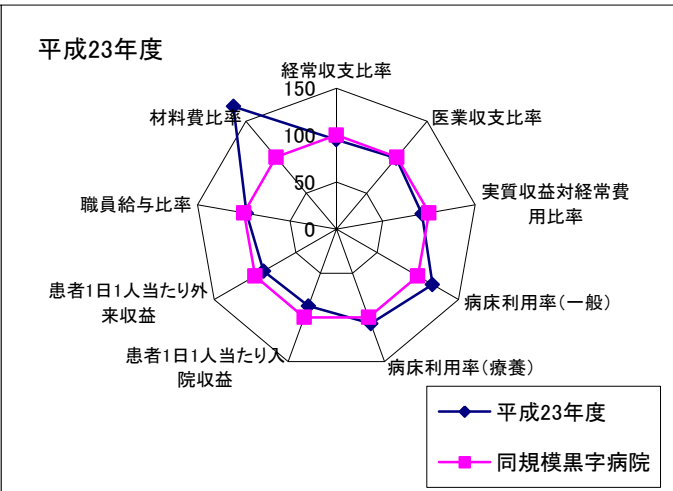 平成23年度
経常収支比率
医業収支比率
実質収益対経常費
用比率
病床利用率(一般)
病床利用率(療養)
患者1日1人当たり入
院収益
患者1日1人当たり外
来収益
職員給与比率
材料費比率
150
100
50
0
平成23年度
同規模黒字病院